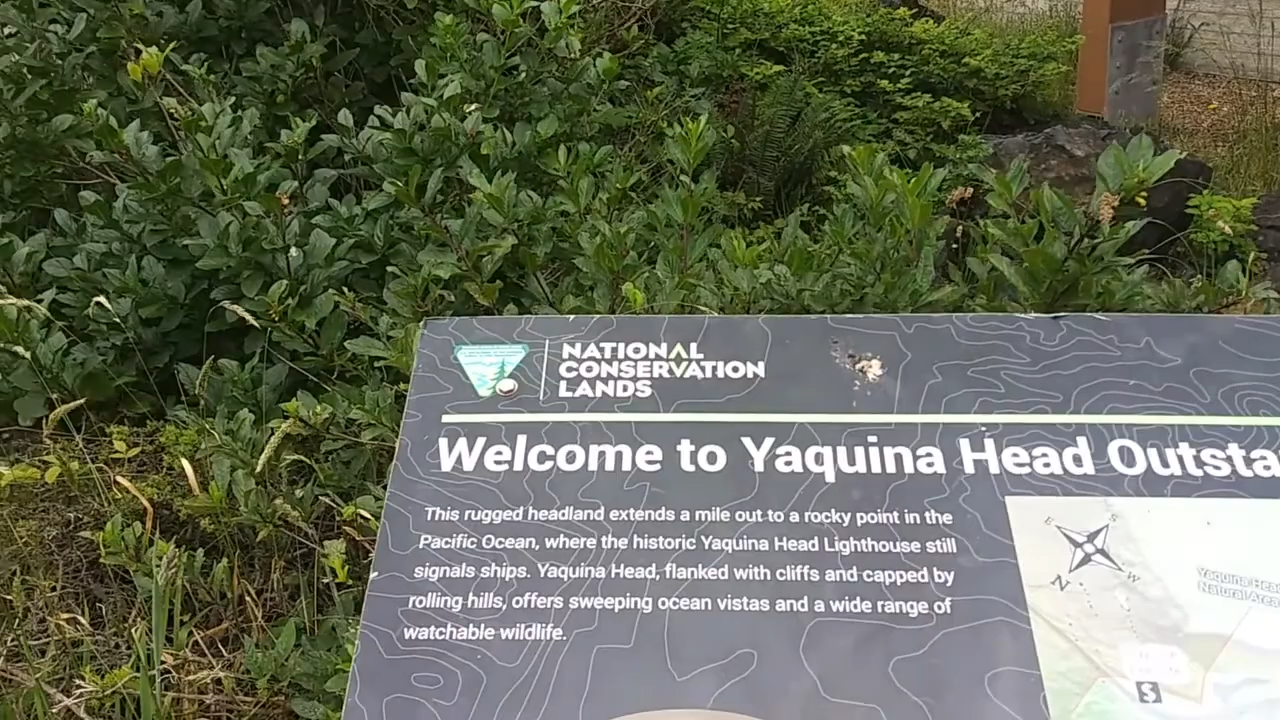 NATIONAL
CONSERVATION
LANDS
Welcome to Yaquina Head Outsta
This rugged headland extends a mile out to a rocky point in the
Pacific Ocean, where the historic Yaquina Head Lighthouse still
signals ships. Yaquina Head, flanked with cliffs and capped by
rolling hills, offers sweeping ocean vistas and a wide range of
watchable wildlife.
E S
N W
Yaquina Hea
Natural Area
$